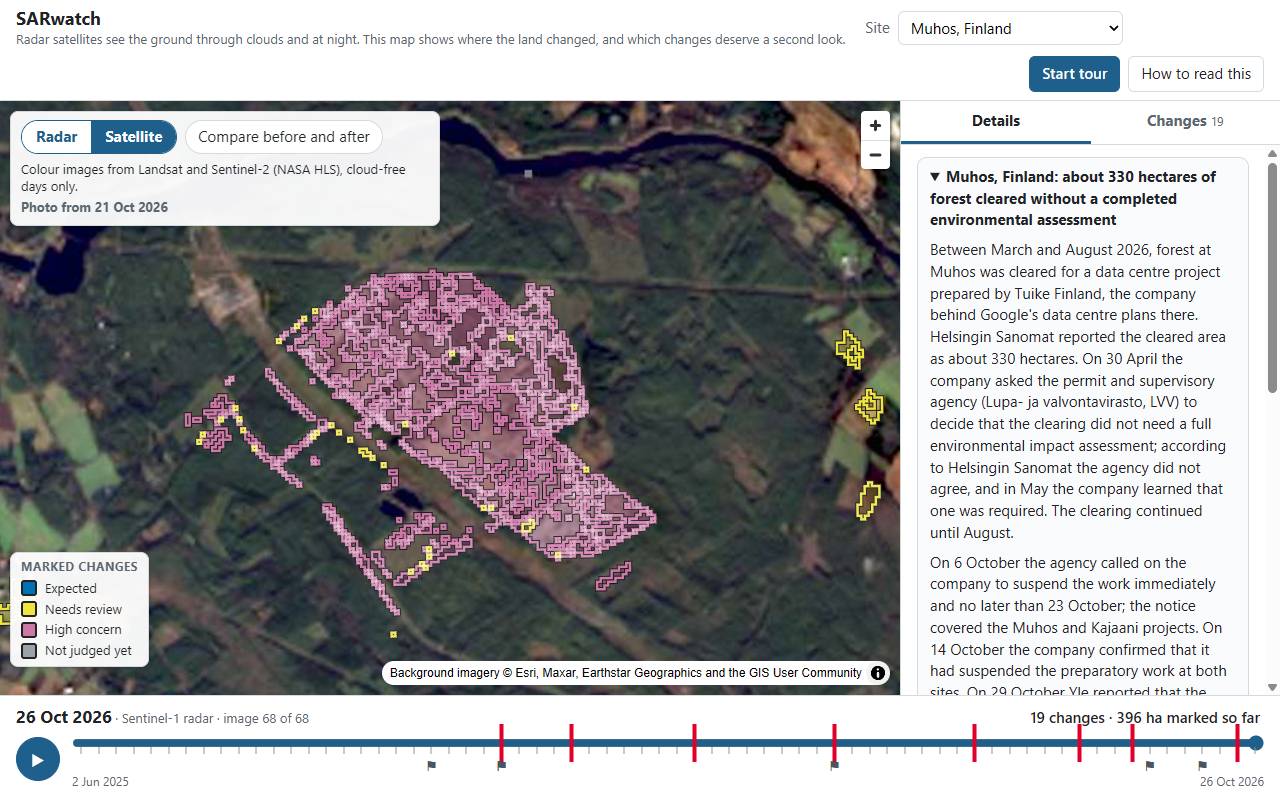 SARwatch
Radar satellites see the ground through clouds and at night. This map shows where the land changed, and which changes deserve a second look.
Site
Muhos, Finland
Start tour
How to read this
Radar
Satellite
Compare before and after
Colour images from Landsat and Sentinel-2 (NASA HLS), cloud-free
days only.
Photo from 21 Oct 2026
+
−
MARKED CHANGES
Expected
Needs review
High concern
Not judged yet
Background imagery © Esri, Maxar, Earthstar Geographics and the GIS User Community
Details
Changes 19
Muhos, Finland: about 330 hectares of
forest cleared without a completed
environmental assessment
Between March and August 2026, forest at
Muhos was cleared for a data centre project
prepared by Tuike Finland, the company
behind Google's data centre plans there.
Helsingin Sanomat reported the cleared area
as about 330 hectares. On 30 April the
company asked the permit and supervisory
agency (Lupa- ja valvontavirasto, LVV) to
decide that the clearing did not need a full
environmental impact assessment; according
to Helsingin Sanomat the agency did not
agree, and in May the company learned that
one was required. The clearing continued
until August.
On 6 October the agency called on the
company to suspend the work immediately
and no later than 23 October; the notice
covered the Muhos and Kajaani projects. On
14 October the company confirmed that it
had suspended the preparatory work at both
sites. On 29 October Yle reported that the
26 Oct 2026 · Sentinel-1 radar · image 68 of 68
19 changes · 396 ha marked so far
2 Jun 2025
26 Oct 2026